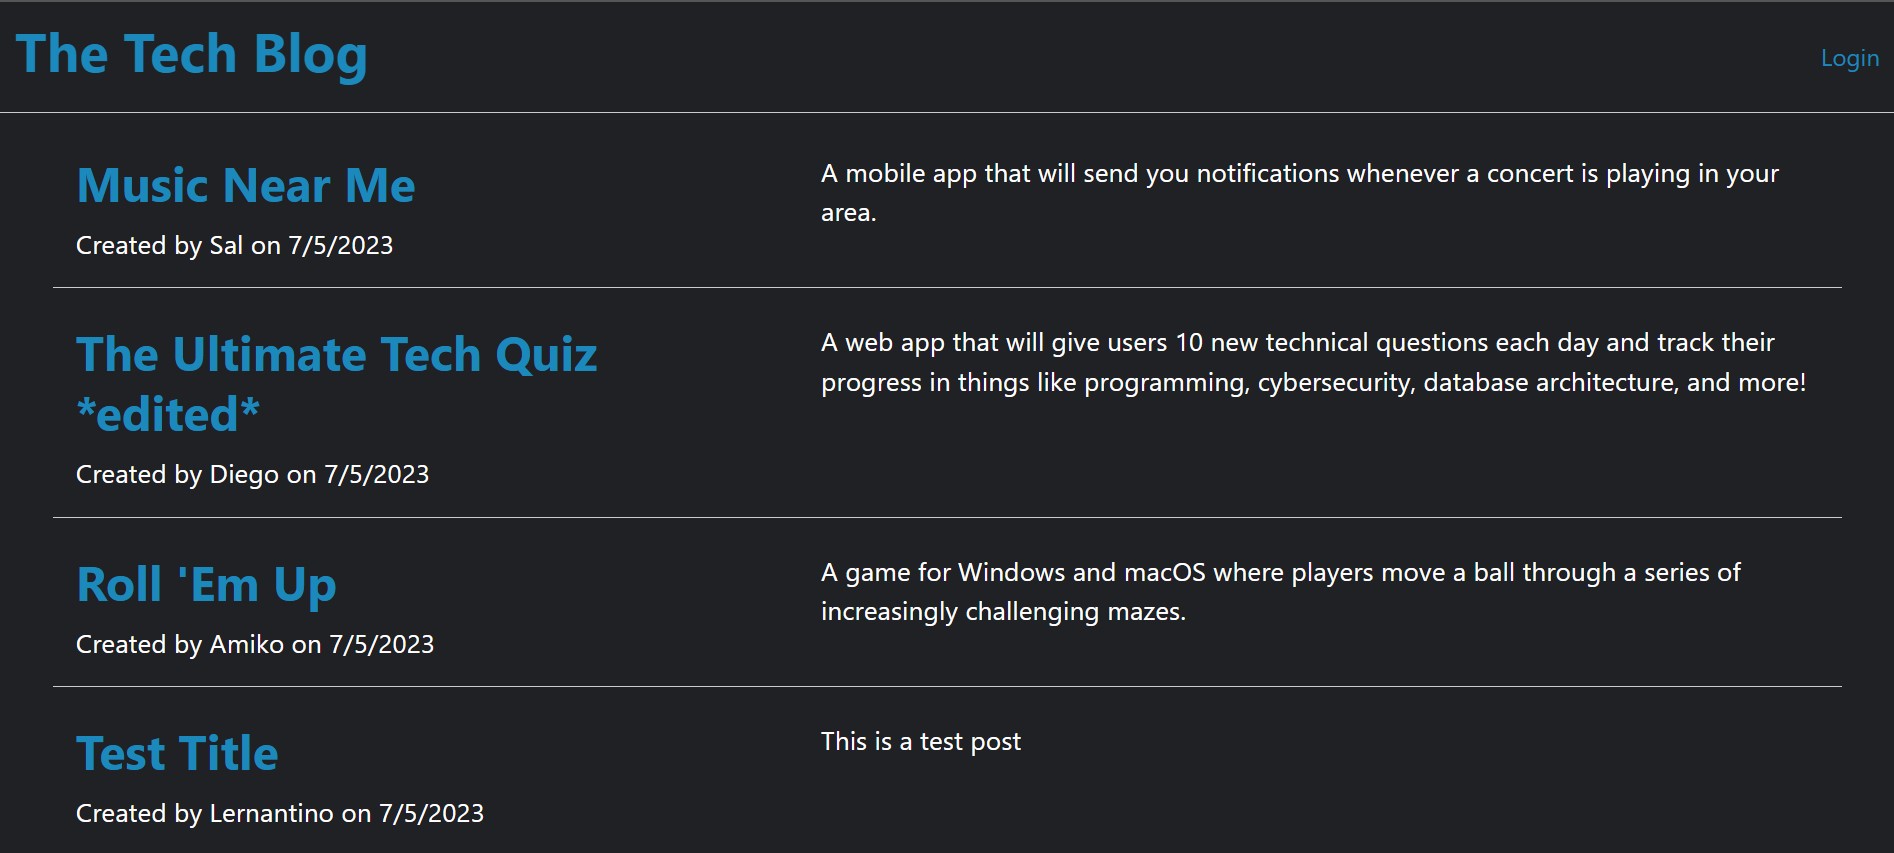 The Tech Blog
Login
Music Near Me
Created by Sal on 7/5/2023
A mobile app that will send you notifications whenever a concert is playing in your
area.
The Ultimate Tech Quiz
*edited*
Created by Diego on 7/5/2023
A web app that will give users 10 new technical questions each day and track their
progress in things like programming, cybersecurity, database architecture, and more!
Roll 'Em Up
Created by Amiko on 7/5/2023
A game for Windows and macOS where players move a ball through a series of
increasingly challenging mazes.
Test Title
Created by Lernantino on 7/5/2023
This is a test post